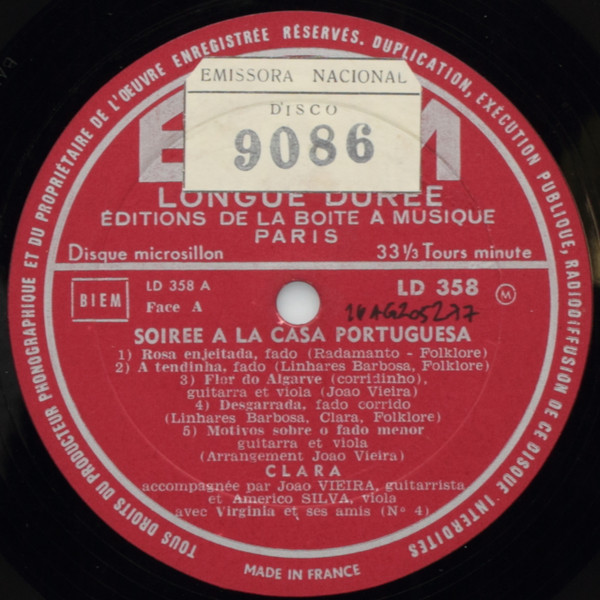 TOUS DROITS DU PRODUCTEUR PHONOGRAPHIQUE ET DU PROPRIÉTAIRE DE L'OEUVRE ENREGISTRÉE RÉSERVÉS. DUPLICATION, EXÉCUTION PUBLIQUE, RADIODIFFUSION DE CE DISQUE INTERDITES
EMISSORA NACIONAL
DISCO
9086
LONGUE DURÉE
ÉDITIONS DE LA BOITE A MUSIQUE
PARIS
Disque microsillon
33 1/3 Tours minute
BIEM
LD 358 A
Face A
LD 358
M
SOIREE A LA CASA PORTUGUESA
1) Rosa enjeitada, fado (Radamanto - Folklore)
2) A tendinha, fado (Linhares Barbosa, Folklore)
3) Flor do Algarve (corridinho),
guitarra et viola (Joao Vieira)
4) Desgarrada, fado corrido
(Linhares Barbosa, Clara, Folklore)
5) Motivos sobre o fado menor
guitarra et viola
(Arrangement Joao Vieira)
CLARA
accompagnée par Joao VIEIRA, guitarrista
et Americo SILVA, viola
avec Virginia et ses amis (N° 4)
MADE IN FRANCE